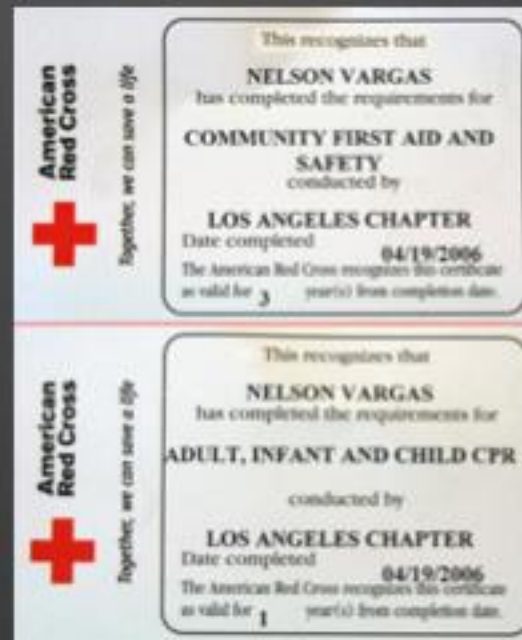 American
Red Cross
Together, we can save a life
This recognizes that
NELSON VARGAS
has completed the requirements for
COMMUNITY FIRST AID AND
SAFETY
conducted by
LOS ANGELES CHAPTER
Date completed
04/19/2006
The American Red Cross recognizes this certificate
as valid for 3 year(s) from completion date.
American
Red Cross
Together, we can save a life
This recognizes that
NELSON VARGAS
has completed the requirements for
ADULT, INFANT AND CHILD CPR
conducted by
LOS ANGELES CHAPTER
Date completed
04/19/2006
The American Red Cross recognizes this certificate
as valid for 1 year(s) from completion date.